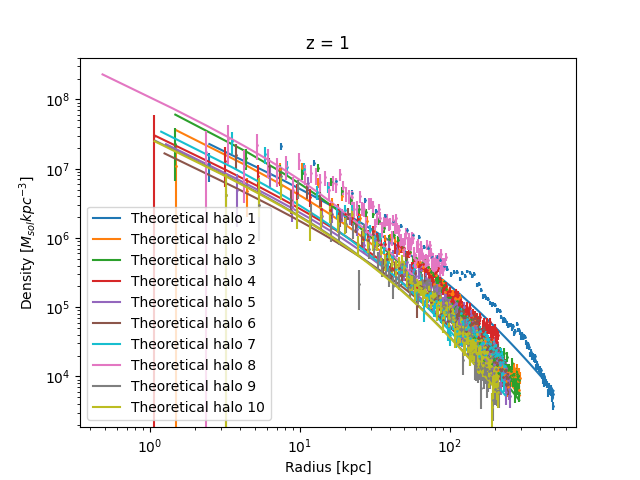 z = 1
Density [M_{sol}kpc^{-3}]
10^8
10^7
10^6
10^5
10^4
Theoretical halo 1
Theoretical halo 2
Theoretical halo 3
Theoretical halo 4
Theoretical halo 5
Theoretical halo 6
Theoretical halo 7
Theoretical halo 8
Theoretical halo 9
Theoretical halo 10
10^0
10^1
10^2
Radius [kpc]